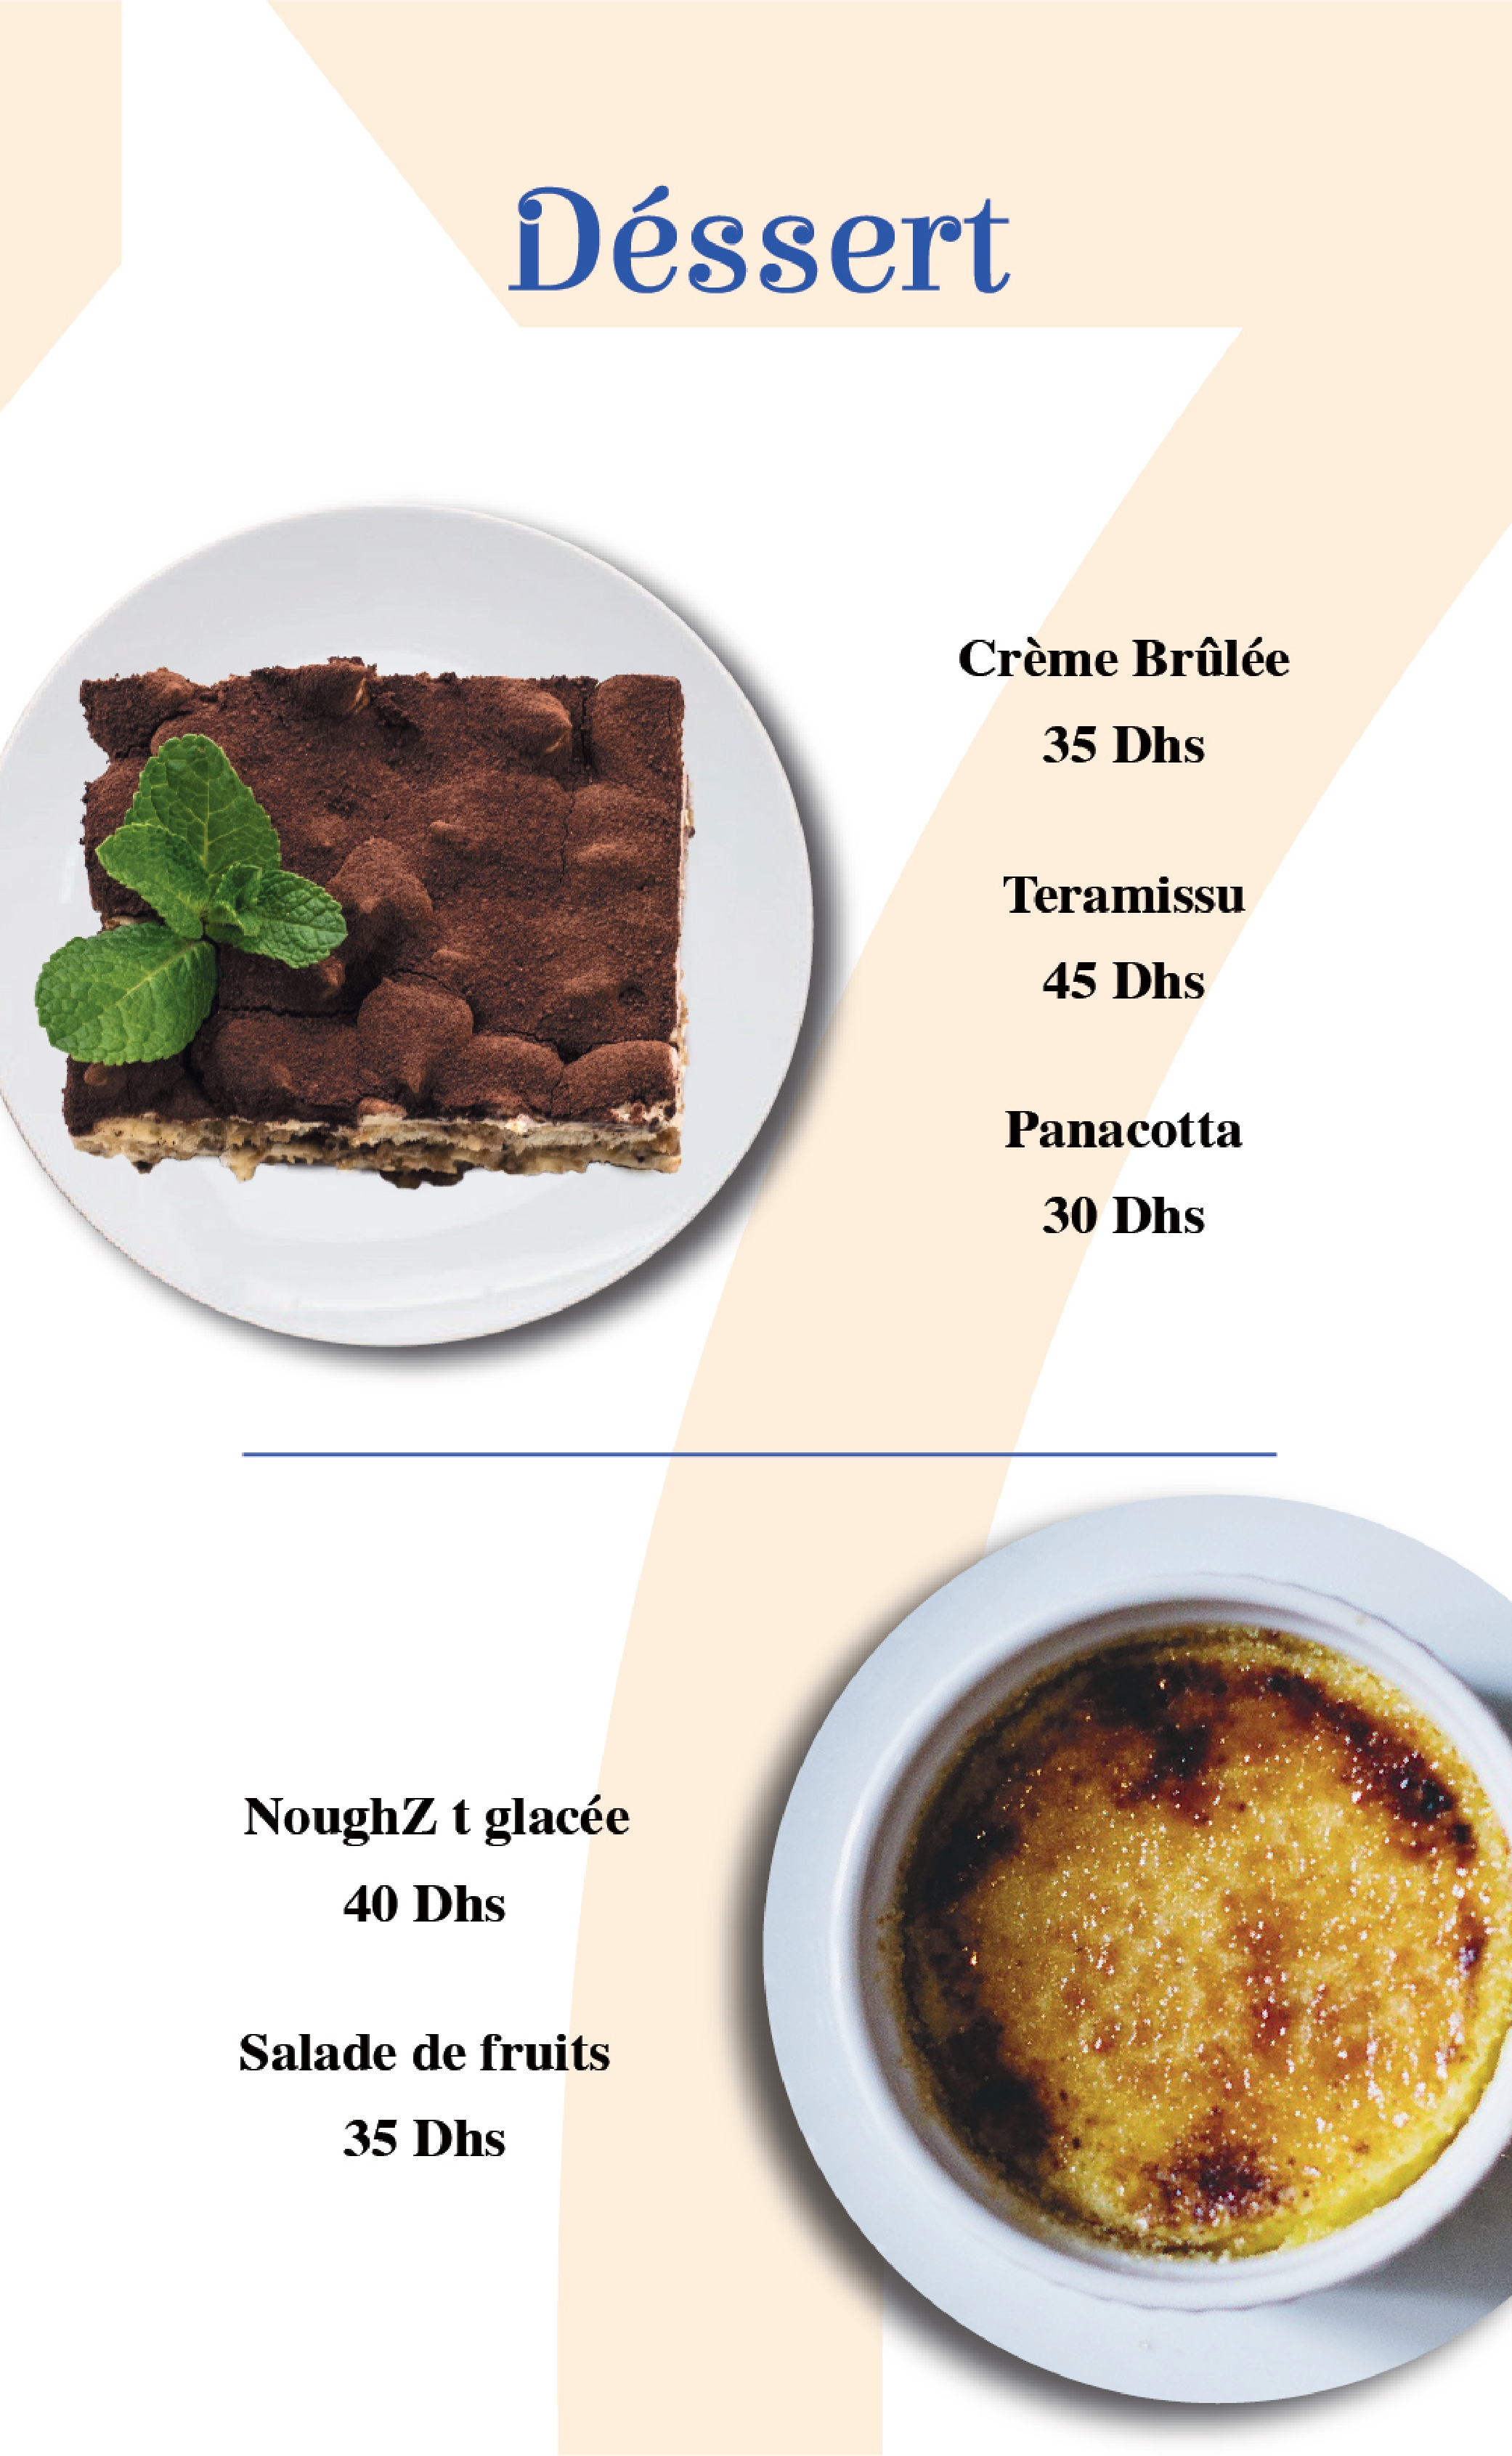 Déssert
Crème Brûlée
35 Dhs
Teramissu
45 Dhs
Panacotta
30 Dhs
NoughZ t glacée
40 Dhs
Salade de fruits
35 Dhs